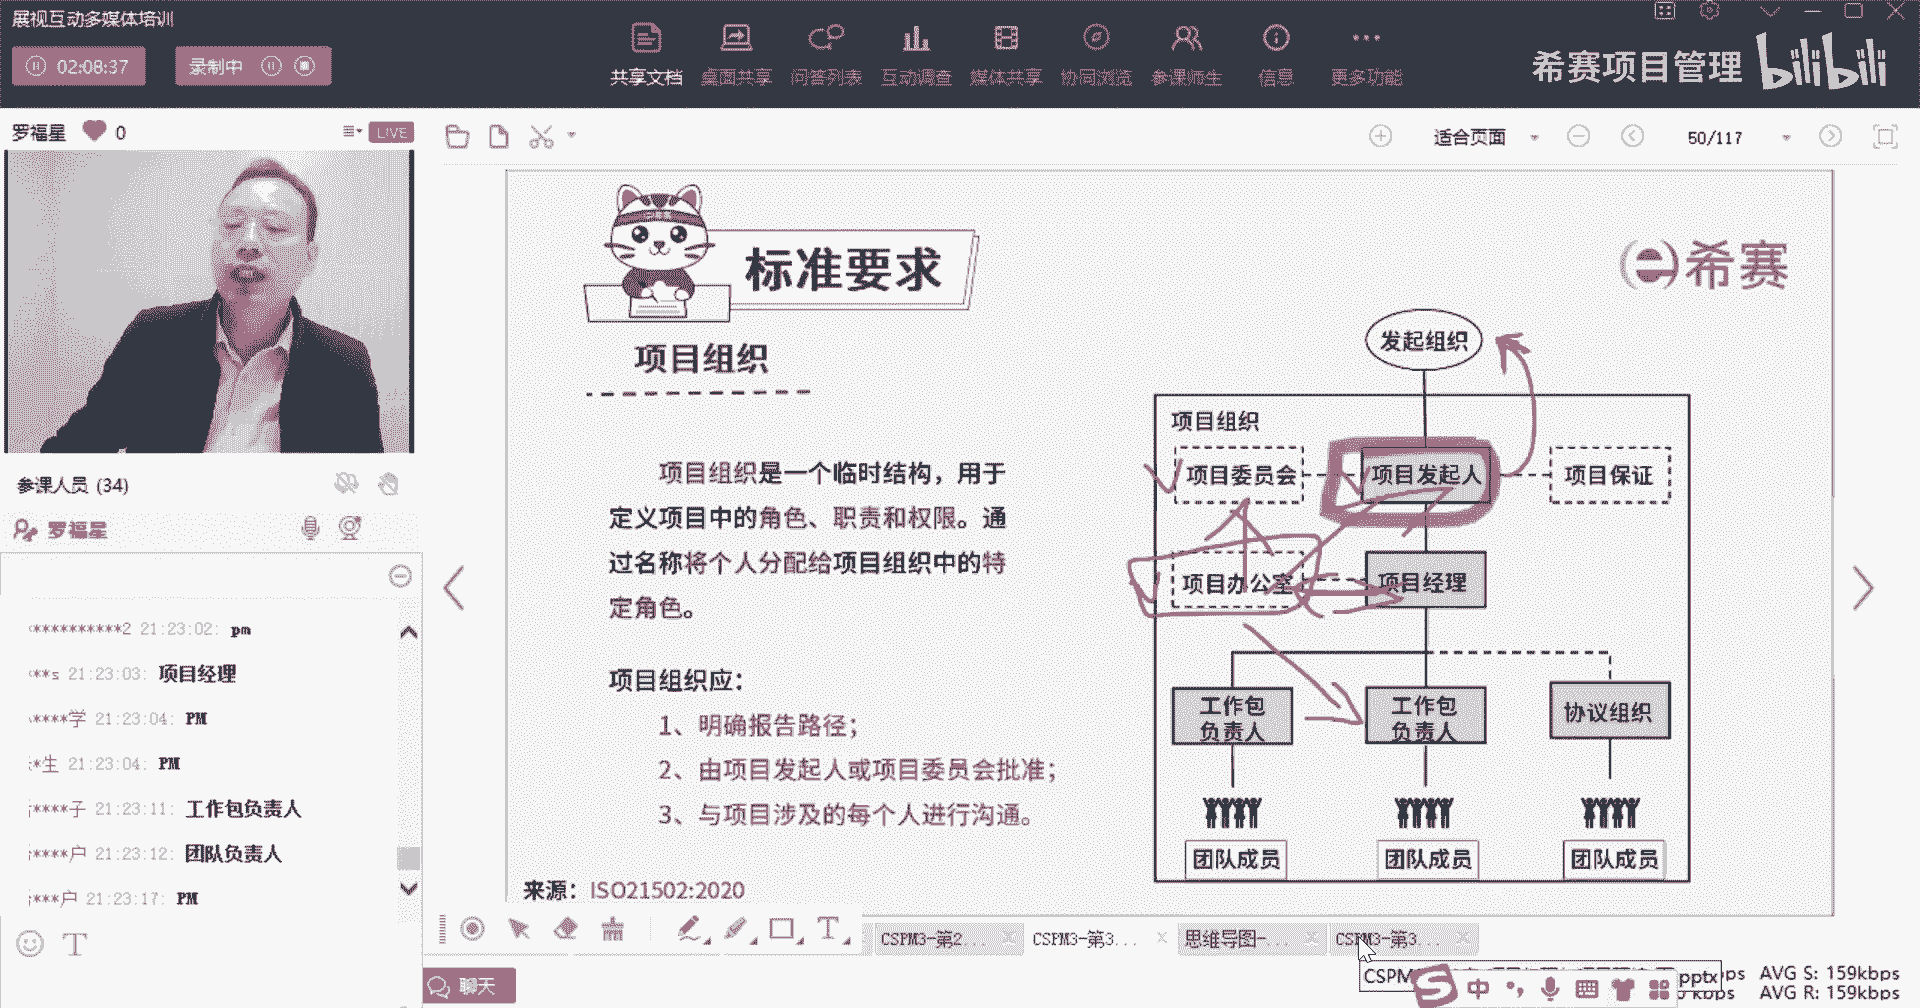 展视互动多媒体培训
02:08:37
录制中
共享文档
桌面共享
问答列表
互动调查
媒体共享
协同浏览
参课师生
信息
更多功能
希赛项目管理
bilibili
罗福星
0
LIVE
适合页面
50/117
参课人员 (34)
罗福星
**********2 21:23:02: pm
**s 21:23:03: 项目经理
****学 21:23:04: PM
*生 21:23:04: PM
****子 21:23:11: 工作包负责人
****户 21:23:12: 团队负责人
***户 21:23:17: PM
聊天
标准要求
希赛
项目组织
项目组织是一个临时结构，用于
定义项目中的角色、职责和权限。通
过名称将个人分配给项目组织中的特
定角色。
项目组织应：
1、明确报告路径；
2、由项目发起人或项目委员会批准；
3、与项目涉及的每个人进行沟通。
来源：ISO21502:2020
发起组织
项目组织
项目委员会
项目发起人
项目保证
项目办公室
项目经理
工作包
负责人
工作包
负责人
协议组织
团队成员
团队成员
团队成员
CSPM3-第2...
CSPM3-第3...
思维导图-...
CSPM3-第3...
CSPM
pptx
中
AVG S: 159kbps
AVG R: 159kbps